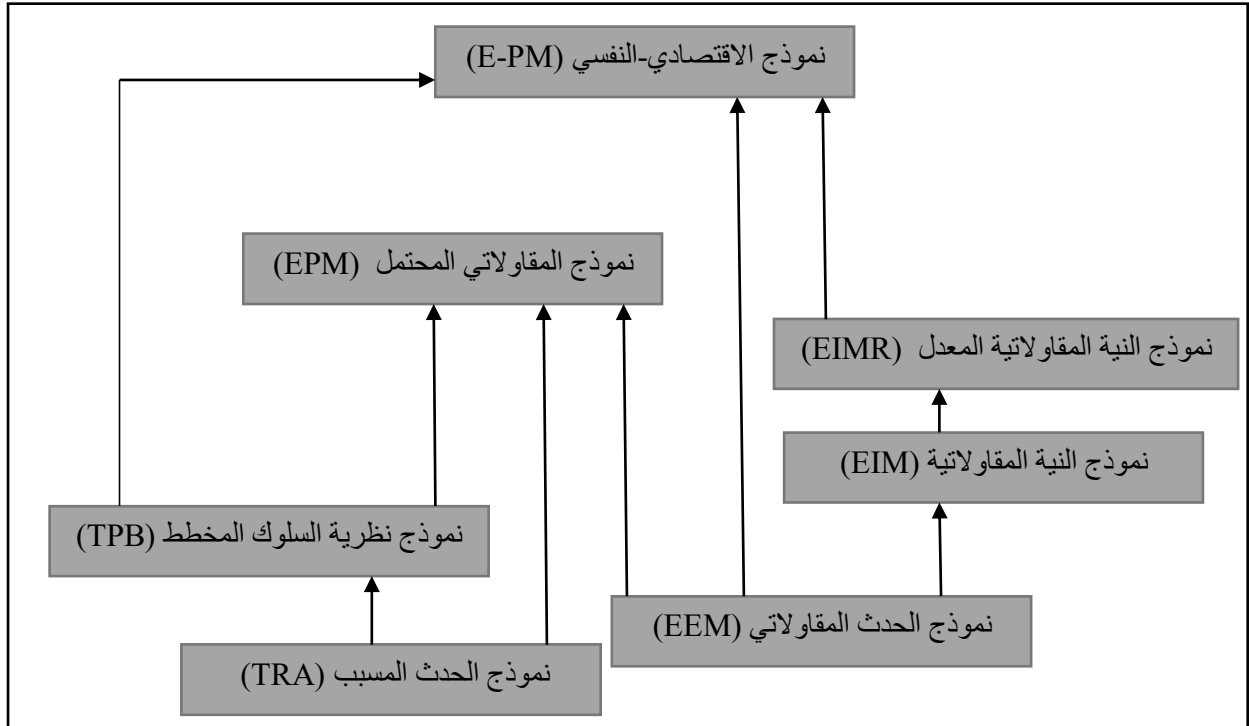 نموذج الاقتصادي-النفسي (E-PM)
نموذج المقاولاتي المحتمل (EPM)
نموذج النية المقاولاتية المعدل (EIMR)
نموذج النية المقاولاتية (EIM)
نموذج نظرية السلوك المخطط (TPB)
نموذج الحدث المقاولاتي (EEM)
نموذج الحدث المسبب (TRA)